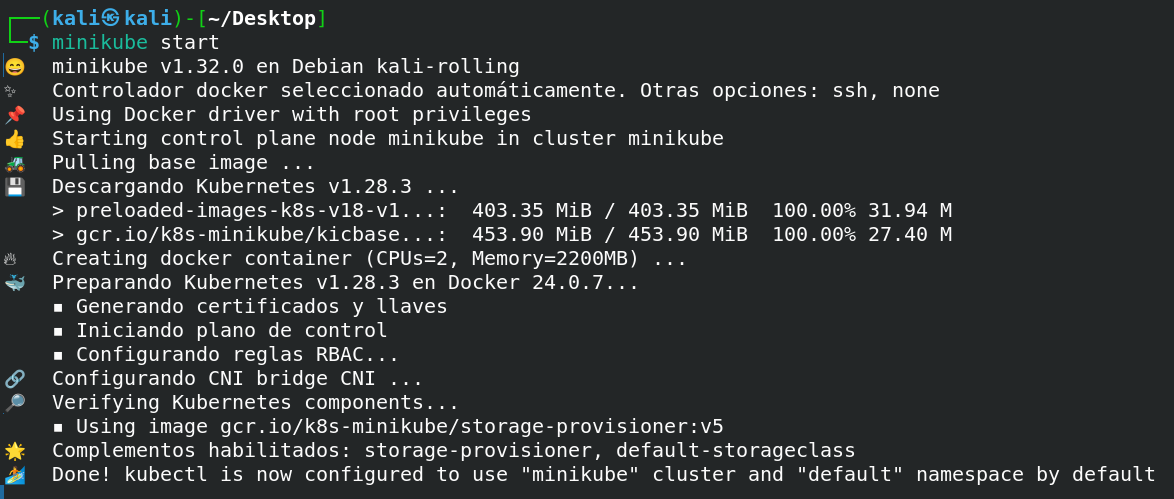 ┌──(kali㉿kali)-[~/Desktop]
└─$ minikube start
😄  minikube v1.32.0 en Debian kali-rolling
✨  Controlador docker seleccionado automáticamente. Otras opciones: ssh, none
📌  Using Docker driver with root privileges
👍  Starting control plane node minikube in cluster minikube
🚜  Pulling base image ...
💾  Descargando Kubernetes v1.28.3 ...
    > preloaded-images-k8s-v18-v1...:  403.35 MiB / 403.35 MiB  100.00% 31.94 M
    > gcr.io/k8s-minikube/kicbase...:  453.90 MiB / 453.90 MiB  100.00% 27.40 M
🔥  Creating docker container (CPUs=2, Memory=2200MB) ...
🐳  Preparando Kubernetes v1.28.3 en Docker 24.0.7...
    ▪ Generando certificados y llaves
    ▪ Iniciando plano de control
    ▪ Configurando reglas RBAC...
🔗  Configurando CNI bridge CNI ...
🔎  Verifying Kubernetes components...
    ▪ Using image gcr.io/k8s-minikube/storage-provisioner:v5
🌟  Complementos habilitados: storage-provisioner, default-storageclass
🏄  Done! kubectl is now configured to use "minikube" cluster and "default" namespace by default